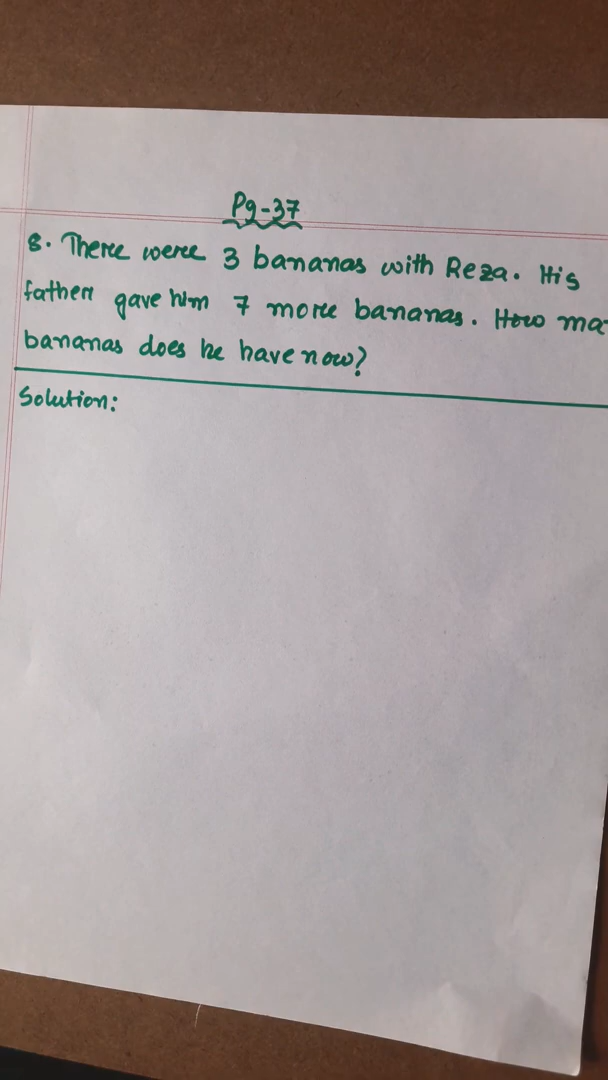 Pg-37
8. There were 3 bananas with Reza. His
father gave him 7 more bananas. How ma
bananas does he have now?
Solution: